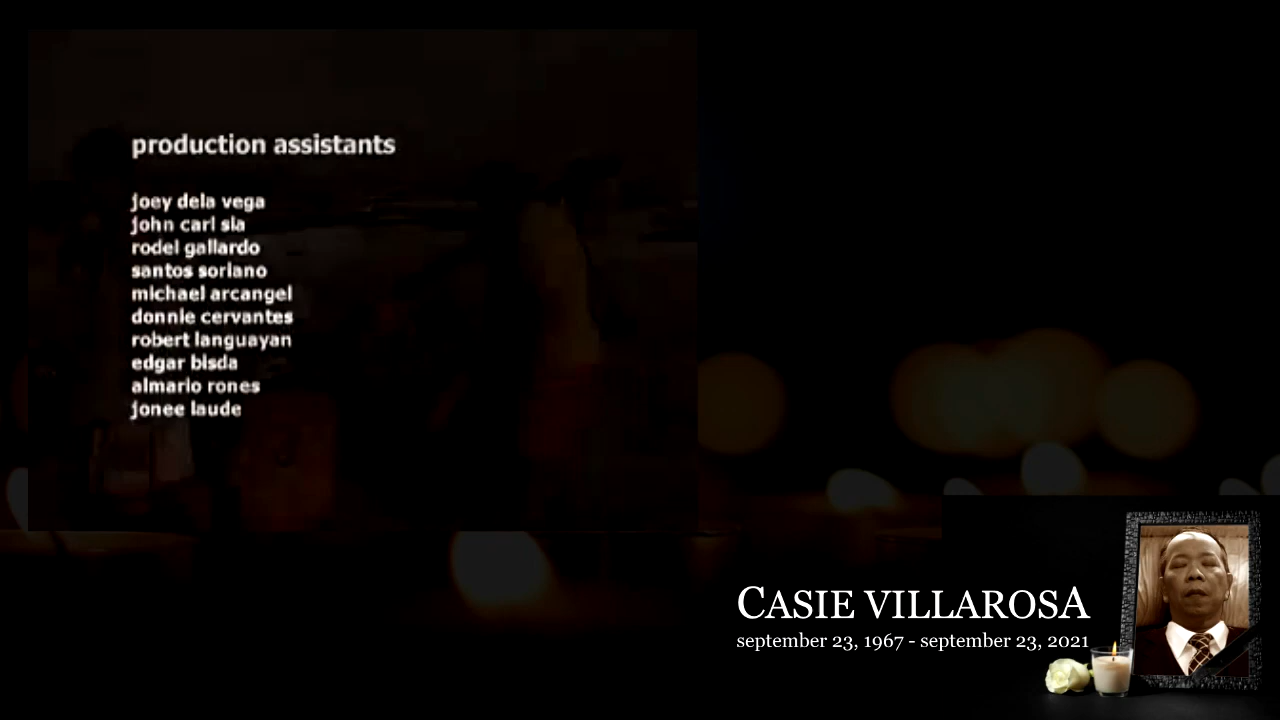 production assistants
joey dela vega
john carl sia
rodel gallardo
santos soriano
michael arcangel
donnie cervantes
robert languayan
edgar bisda
almario rones
jonee laude
CASIE VILLAROSA
september 23, 1967 - september 23, 2021